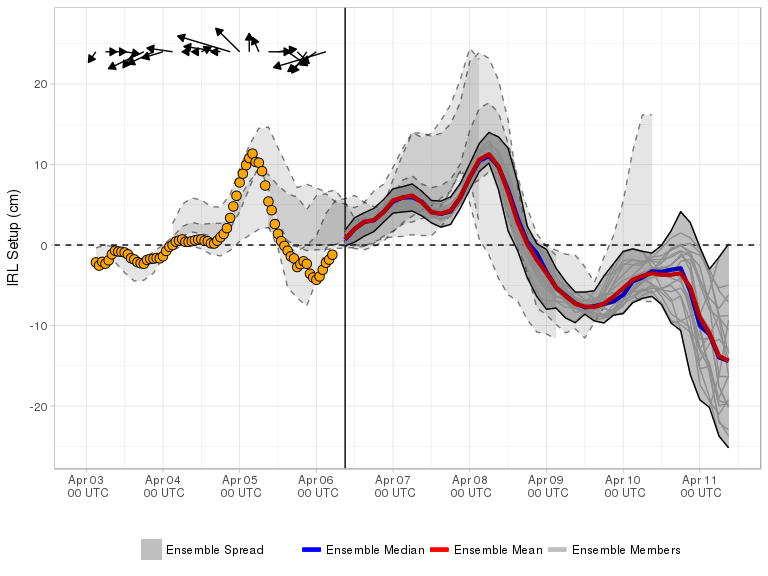 IRL Setup (cm)
20
10
0
-10
-20
Apr 03 Apr 04 Apr 05 Apr 06 Apr 07 Apr 08 Apr 09 Apr 10 Apr 11
00 UTC 00 UTC 00 UTC 00 UTC 00 UTC 00 UTC 00 UTC 00 UTC 00 UTC
Ensemble Spread Ensemble Median Ensemble Mean Ensemble Members